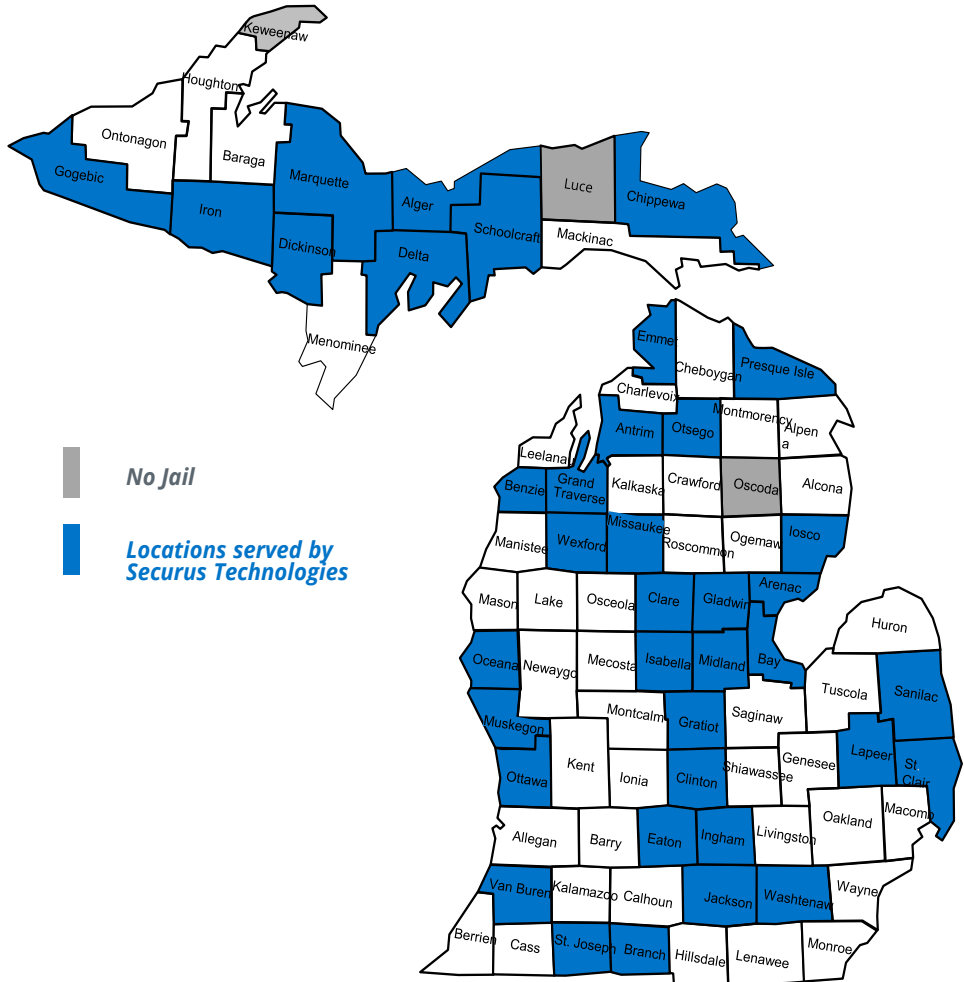 Keweenaw
Houghton
Ontonagon
Baraga
Gogebic
Marquette
Luce
Iron
Alger
Chippewa
Schoolcraft
Mackinac
Dickinson
Delta
Menominee
Emmet
Cheboygan
Presque Isle
Charlevoix
Montmorency
Alpen
a
Antrim
Otsego
Leelanau
No Jail
Benzie
Grand
Traverse
Kalkaska
Crawford
Oscoda
Alcona
Locations served by
Securus Technologies
Manistee
Wexford
Missaukee
Roscommon
Ogemaw
Iosco
Mason
Lake
Osceola
Clare
Gladwin
Arenac
Huron
Oceana
Newaygo
Mecosta
Isabella
Midland
Bay
Tuscola
Sanilac
Muskegon
Montcalm
Gratiot
Saginaw
Ottawa
Kent
Ionia
Clinton
Shiawassee
Genesee
Lapeer
St.
Clair
Allegan
Barry
Eaton
Ingham
Livingston
Oakland
Macomb
Van Buren
Kalamazoo
Calhoun
Jackson
Washtenaw
Wayne
Berrien
Cass
St. Joseph
Branch
Hillsdale
Lenawee
Monroe